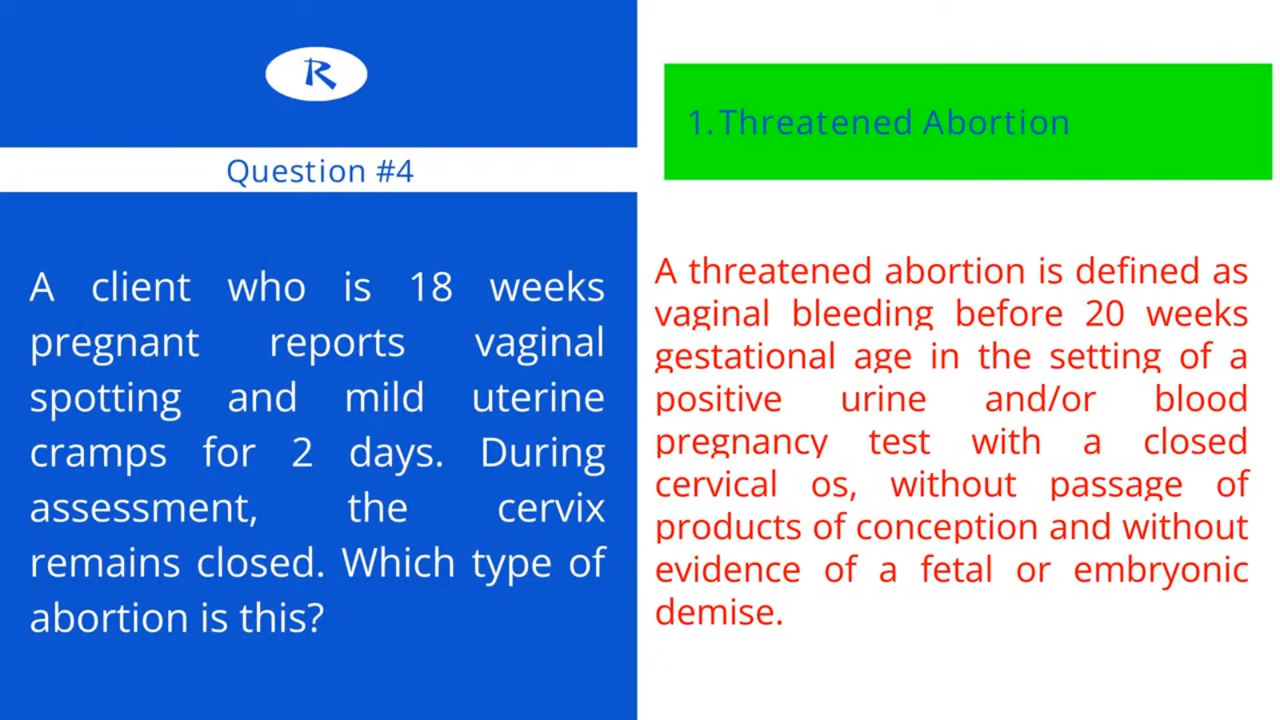 R
Question #4
A client who is 18 weeks
pregnant reports vaginal
spotting and mild uterine
cramps for 2 days. During
assessment, the cervix
remains closed. Which type of
abortion is this?
1. Threatened Abortion
A threatened abortion is defined as
vaginal bleeding before 20 weeks
gestational age in the setting of a
positive urine and/or blood
pregnancy test with a closed
cervical os, without passage of
products of conception and without
evidence of a fetal or embryonic
demise.